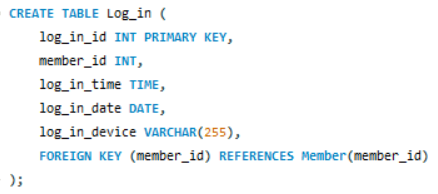 CREATE TABLE Log_in (
log_in_id INT PRIMARY KEY,
member_id INT,
log_in_time TIME,
log_in_date DATE,
log_in_device VARCHAR(255),
FOREIGN KEY (member_id) REFERENCES Member(member_id)
);